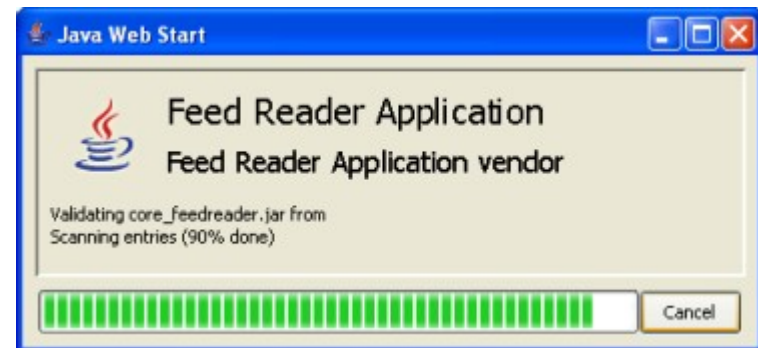 Java Web Start
Feed Reader Application
Feed Reader Application vendor
Validating core_feedreader.jar from
Scanning entries (90% done)
Cancel